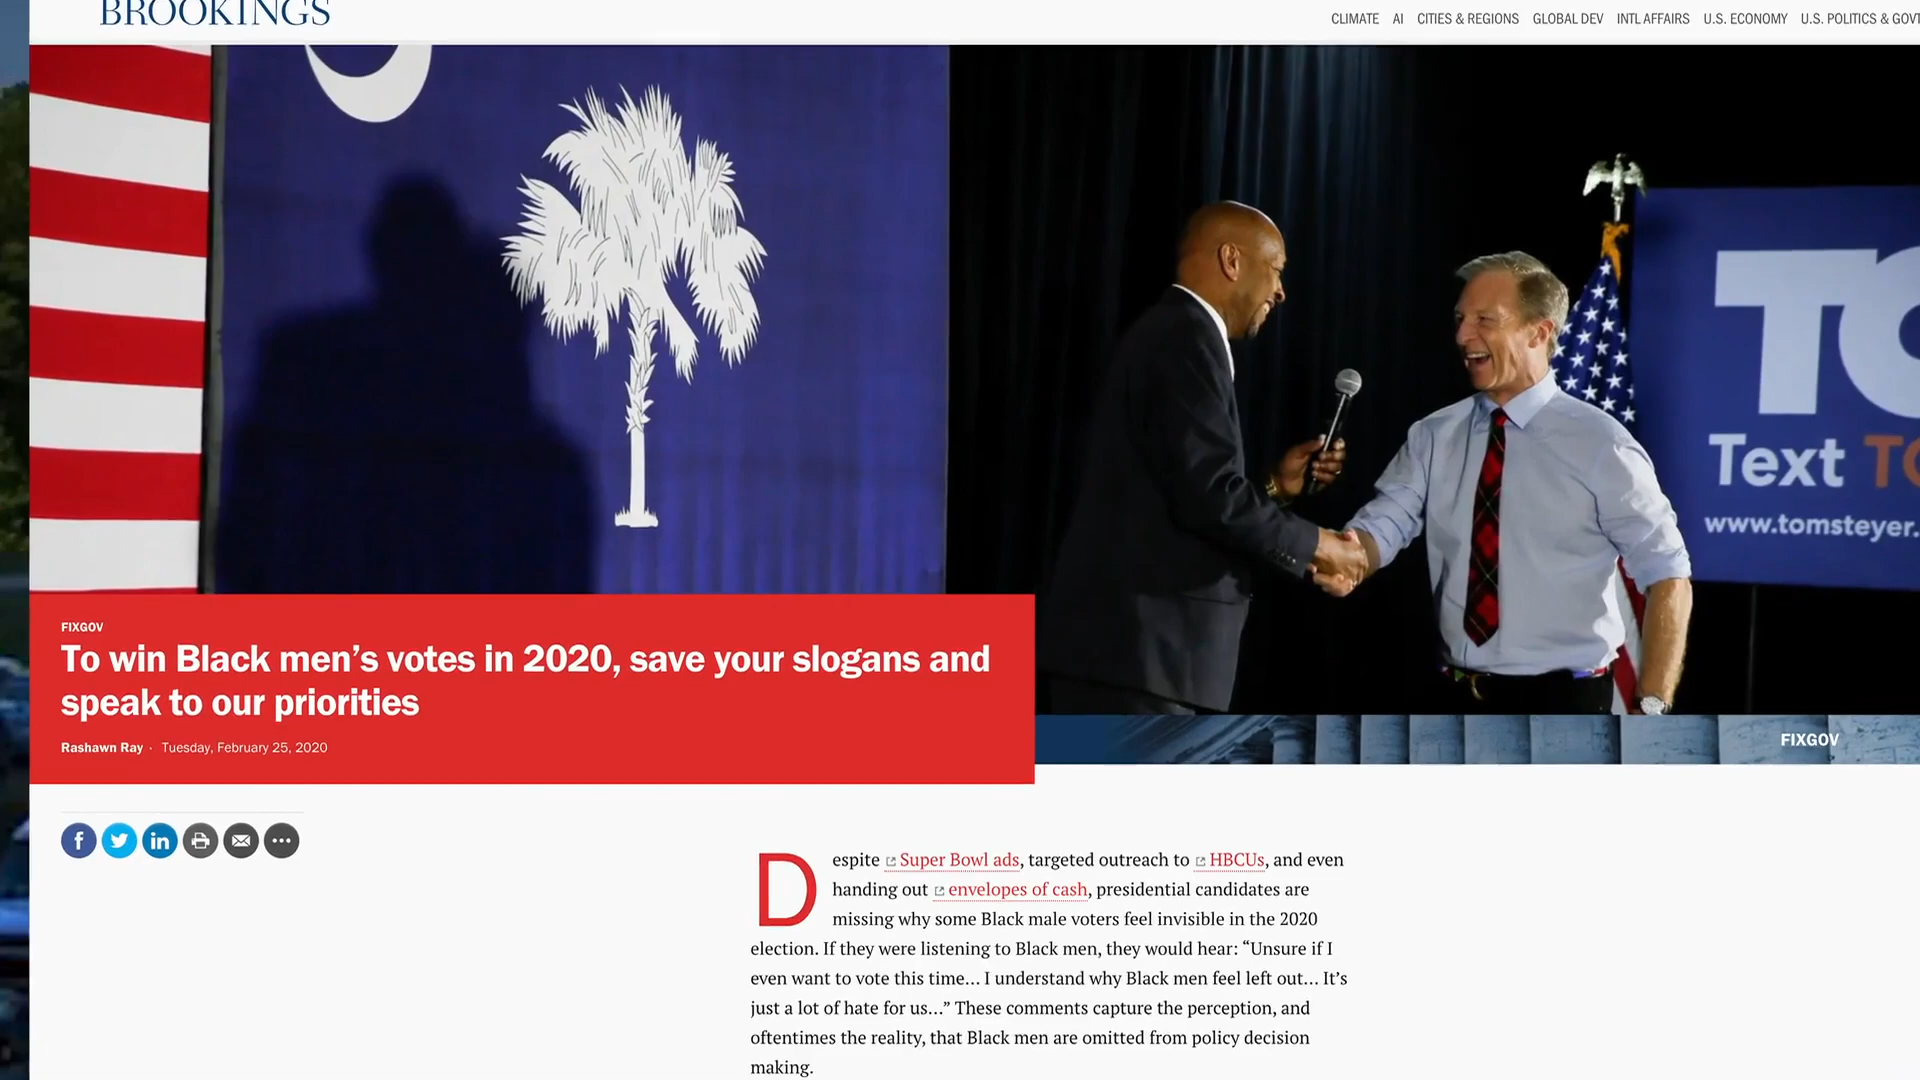 BROOKINGS
CLIMATE AI CITIES & REGIONS GLOBAL DEV INTL AFFAIRS U.S. ECONOMY U.S. POLITICS & GOVT
Text
www.tomsteyer.
FIXGOV
To win Black men’s votes in 2020, save your slogans and
speak to our priorities
Rashawn Ray · Tuesday, February 25, 2020
FIXGOV
Despite Super Bowl ads, targeted outreach to HBCUs, and even
handing out envelopes of cash, presidential candidates are
missing why some Black male voters feel invisible in the 2020
election. If they were listening to Black men, they would hear: “Unsure if I
even want to vote this time… I understand why Black men feel left out… It’s
just a lot of hate for us…” These comments capture the perception, and
oftentimes the reality, that Black men are omitted from policy decision
making.